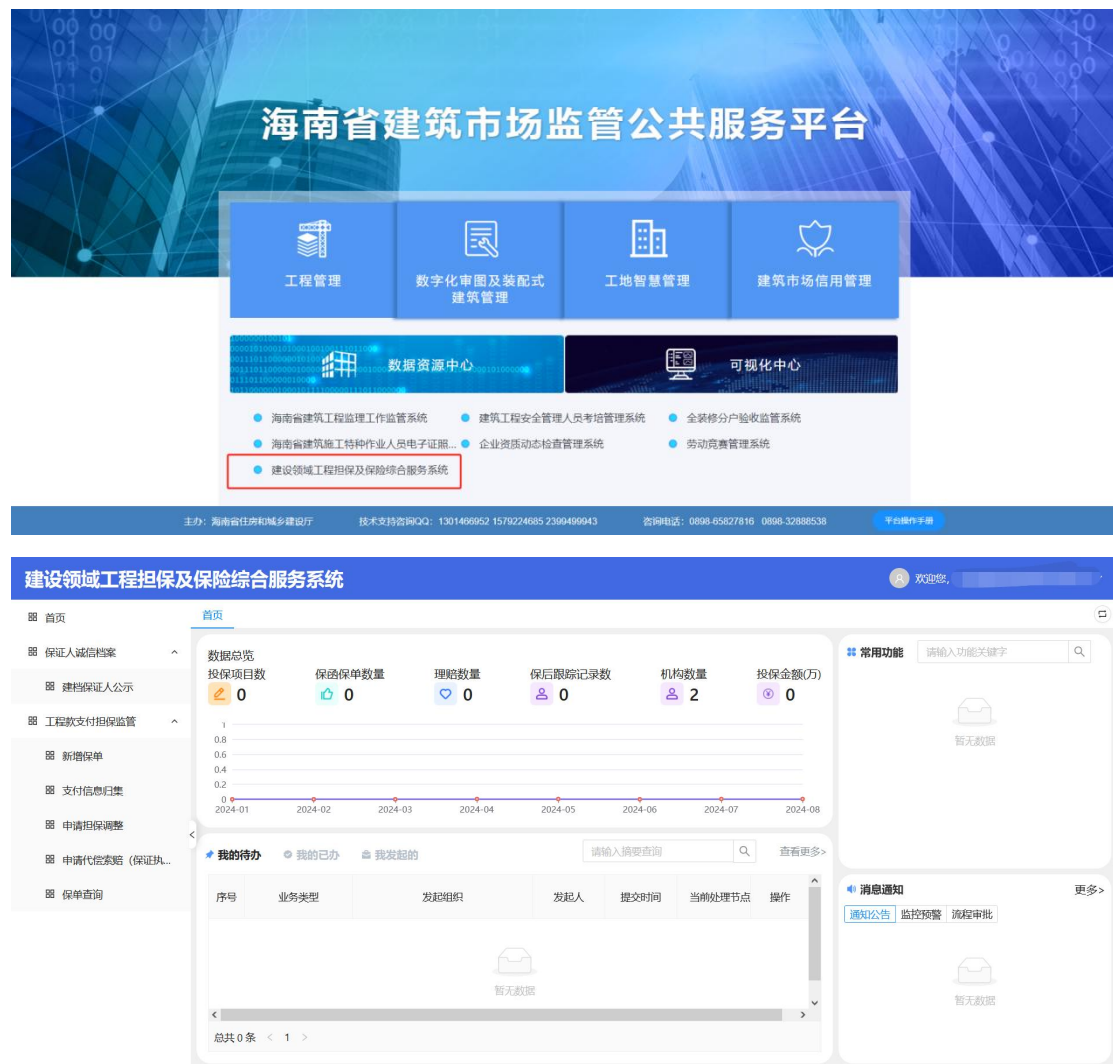 海南省建筑市场监管公共服务平台
工程管理
数字化审图及装配式
建筑管理
工地智慧管理
建筑市场信用管理
数据资源中心
可视化中心
海南省建筑工程监理工作监管系统 建筑工程安全管理人员考培管理系统 全装修分户验收监管系统
海南省建筑施工特种作业人员电子证照... 企业资质动态检查管理系统 劳动竞赛管理系统
建设领域工程担保及保险综合服务系统
主办：海南省住房和城乡建设厅 技术支持咨询QQ：1301466952 1579224685 2399499943 咨询电话：0898-65827816 0898-32888538 平台操作手册
建设领域工程担保及保险综合服务系统 欢迎您,
首页
保证人诚信档案
建档保证人公示
工程款支付担保监管
新增保单
支付信息归集
申请担保调整
申请代偿索赔（保证执...
保单查询
首页
数据总览
投保项目数 保函保单数量 理赔数量 保后跟踪记录数 机构数量 投保金额(万)
0 0 0 0 2 0
1
0.8
0.6
0.4
0.2
0
2024-01 2024-02 2024-03 2024-04 2024-05 2024-06 2024-07 2024-08
我的待办 我的已办 我发起的 请输入摘要查询 查看更多>
序号 业务类型 发起组织 发起人 提交时间 当前处理节点 操作
暂无数据
总共 0 条 < 1 >
常用功能 请输入功能关键字
暂无数据
消息通知 更多>
通知公告 监控预警 流程审批
暂无数据